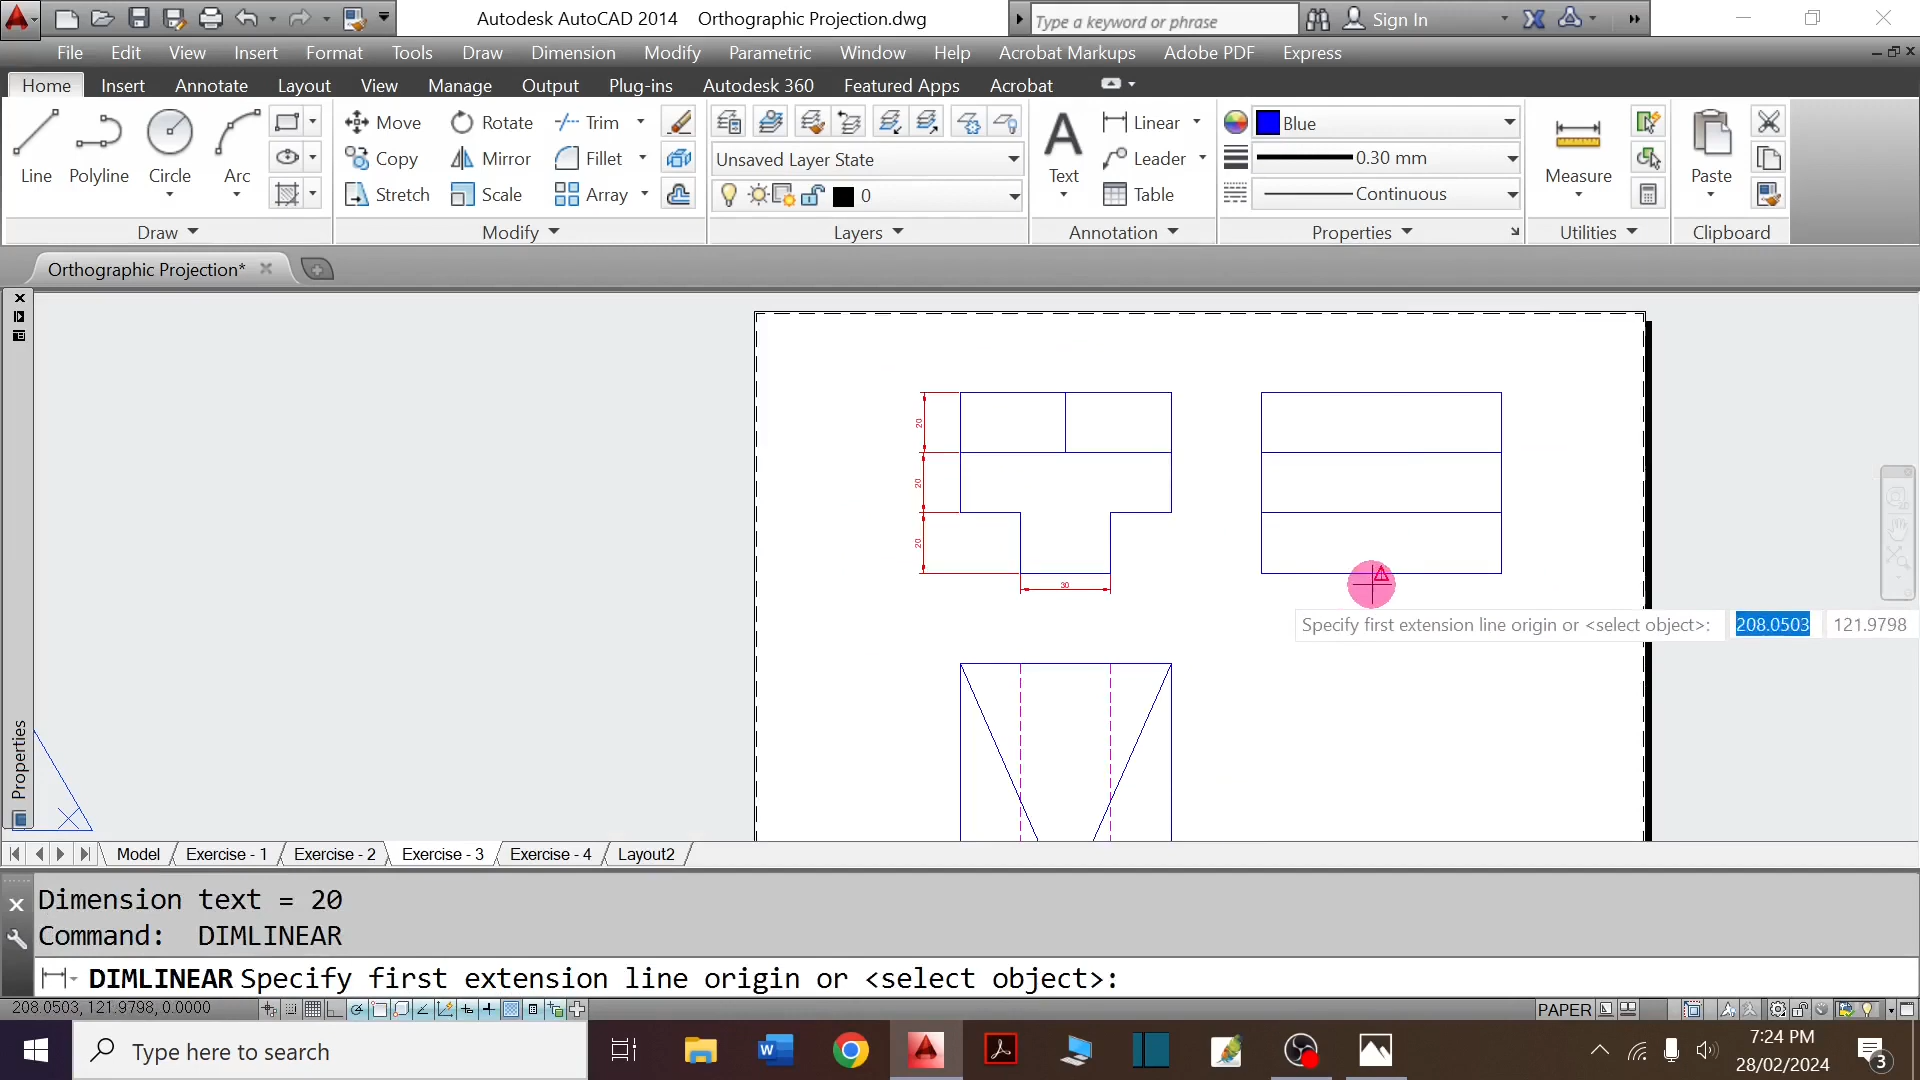 Autodesk AutoCAD 2014 Orthographic Projection.dwg
Type a keyword or phrase
Sign In
File Edit View Insert Format Tools Draw Dimension Modify Parametric Window Help Acrobat Markups Adobe PDF Express
Home Insert Annotate Layout View Manage Output Plug-ins Autodesk 360 Featured Apps Acrobat
Line Polyline Circle Arc
Move Rotate Trim
Copy Mirror Fillet
Stretch Scale Array
Unsaved Layer State
0
Text
Linear
Leader
Table
Blue
0.30 mm
Continuous
Measure
Paste
Draw Modify Layers Annotation Properties Utilities Clipboard
Orthographic Projection*
20
20
20
30
Specify first extension line origin or <select object>: 208.0503 121.9798
Properties
Model Exercise - 1 Exercise - 2 Exercise - 3 Exercise - 4 Layout2
Dimension text = 20
Command: DIMLINEAR
DIMLINEAR Specify first extension line origin or <select object>:
208.0503, 121.9798, 0.0000
PAPER
Type here to search
7:24 PM
28/02/2024
3